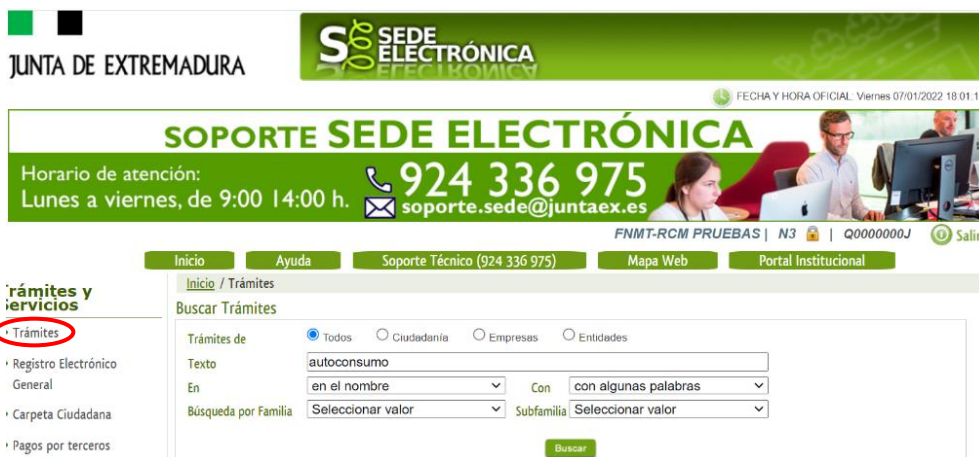 JUNTA DE EXTREMADURA
SEDE
ELECTRÓNICA
FECHA Y HORA OFICIAL: Viernes 07/01/2022 18:01:1
SOPORTE SEDE ELECTRÓNICA
Horario de atención:
Lunes a viernes, de 9:00 14:00 h.
924 336 975
soporte.sede@juntaex.es
FNMT-RCM PRUEBAS | N3 | Q0000000J Salir
Inicio Ayuda Soporte Técnico (924 336 975) Mapa Web Portal Institucional
Trámites y
Servicios
Trámites
Registro Electrónico
General
Carpeta Ciudadana
Pagos por terceros
Inicio / Trámites
Buscar Trámites
Trámites de Todos Ciudadanía Empresas Entidades
Texto autoconsumo
En en el nombre Con con algunas palabras
Búsqueda por Familia Seleccionar valor Subfamilia Seleccionar valor
Buscar